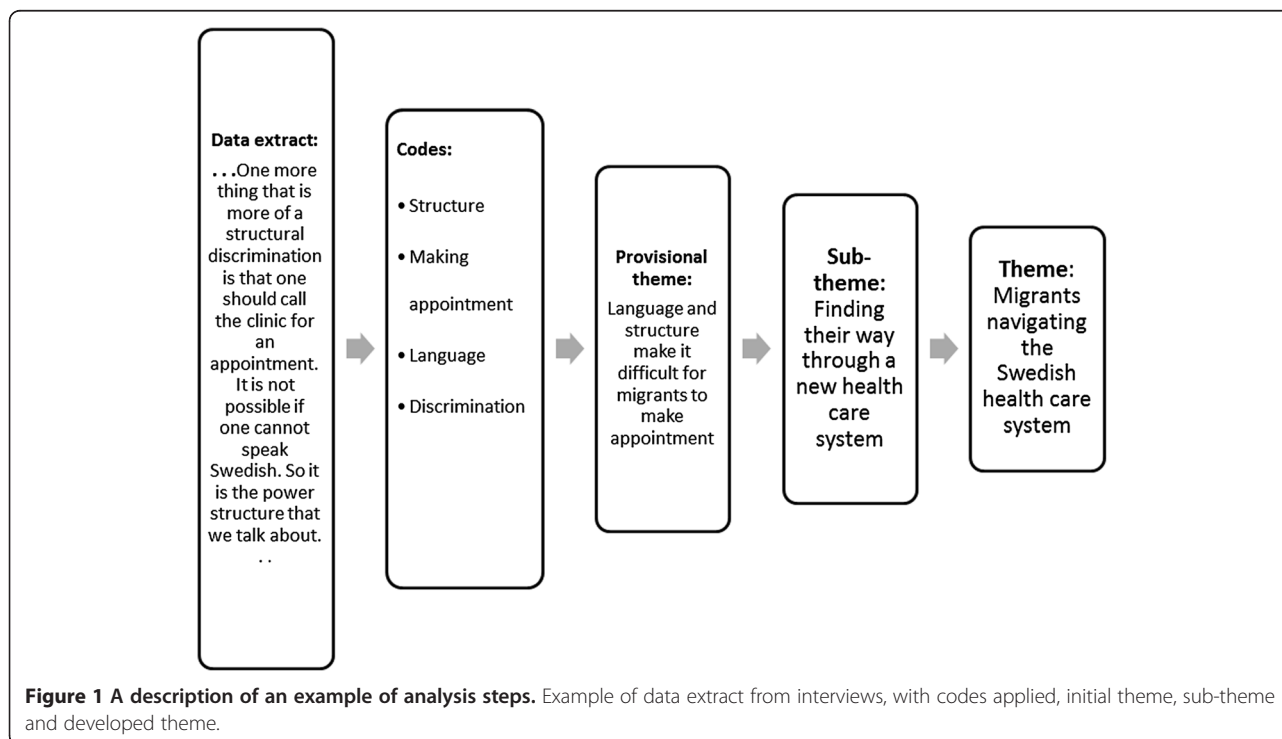 Data extract:
...One more
thing that is
more of a
structural
discrimination
is that one
should call
the clinic for
an
appointment.
It is not
possible if
one cannot
speak
Swedish. So it
is the power
structure that
we talk about.
. .
Codes:
• Structure
• Making
appointment
• Language
• Discrimination
Provisional
theme:
Language and
structure
make it
difficult for
migrants to
make
appointment
Sub-
theme:
Finding
their way
through a
new health
care
system
Theme:
Migrants
navigating
the
Swedish
health care
system
Figure 1 A description of an example of analysis steps. Example of data extract from interviews, with codes applied, initial theme, sub-theme
and developed theme.